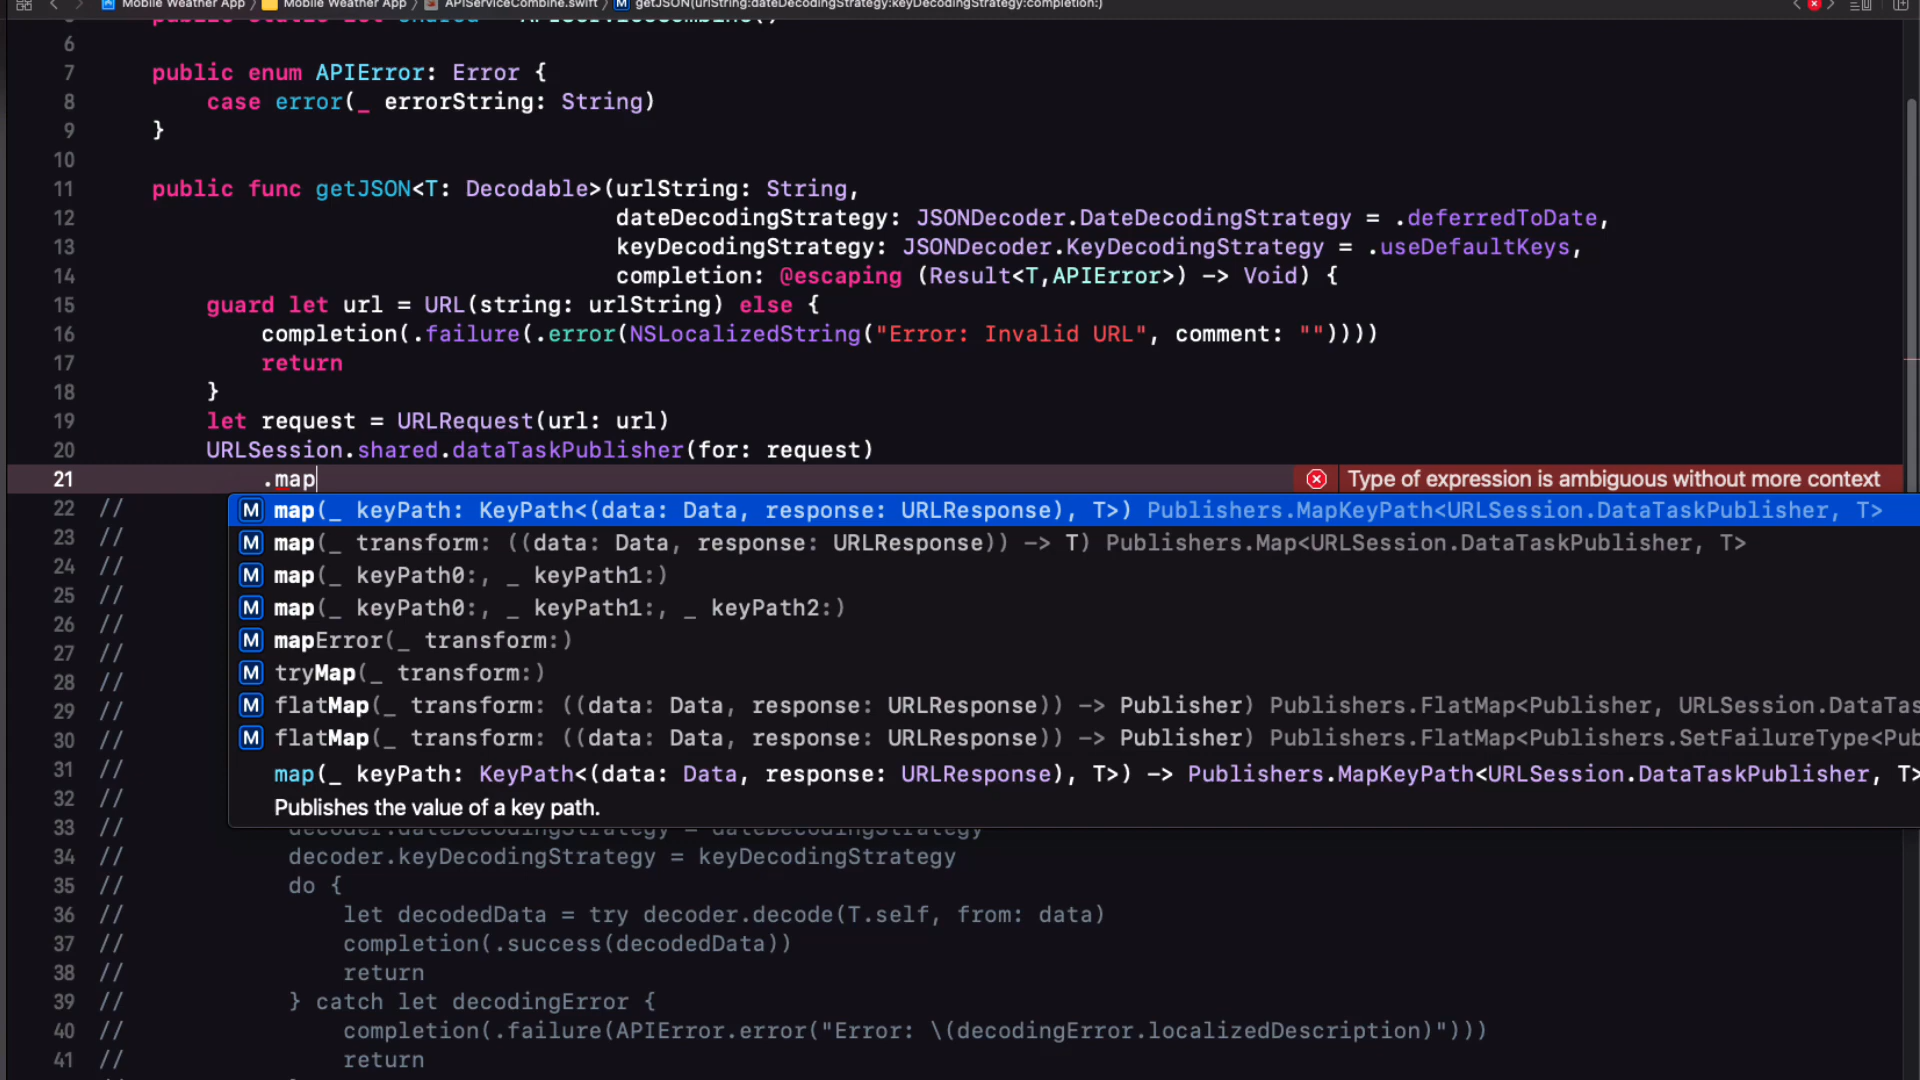 Mobile Weather App
Mobile Weather App
APIServiceCombine.swift
M getJSON(urlString:dateDecodingStrategy:keyDecodingStrategy:completion:)
public static let shared = APIServiceCombine()
6
7 public enum APIError: Error {
8 case error(_ errorString: String)
9 }
10
11 public func getJSON<T: Decodable>(urlString: String,
12 dateDecodingStrategy: JSONDecoder.DateDecodingStrategy = .deferredToDate,
13 keyDecodingStrategy: JSONDecoder.KeyDecodingStrategy = .useDefaultKeys,
14 completion: @escaping (Result<T,APIError>) -> Void) {
15 guard let url = URL(string: urlString) else {
16 completion(.failure(.error(NSLocalizedString("Error: Invalid URL", comment: ""))))
17 return
18 }
19 let request = URLRequest(url: url)
20 URLSession.shared.dataTaskPublisher(for: request)
21 .map Type of expression is ambiguous without more context
22 // M map(_ keyPath: KeyPath<(data: Data, response: URLResponse), T>) Publishers.MapKeyPath<URLSession.DataTaskPublisher, T>
23 // M map(_ transform: ((data: Data, response: URLResponse)) -> T) Publishers.Map<URLSession.DataTaskPublisher, T>
24 // M map(_ keyPath0:, _ keyPath1:)
25 // M map(_ keyPath0:, _ keyPath1:, _ keyPath2:)
26 //
27 // M mapError(_ transform:)
28 // M tryMap(_ transform:)
29 // M flatMap(_ transform: ((data: Data, response: URLResponse)) -> Publisher) Publishers.FlatMap<Publisher, URLSession.DataTas
30 // M flatMap(_ transform: ((data: Data, response: URLResponse)) -> Publisher) Publishers.FlatMap<Publishers.SetFailureType<Pub
31 // map(_ keyPath: KeyPath<(data: Data, response: URLResponse), T>) -> Publishers.MapKeyPath<URLSession.DataTaskPublisher, T>
32 // Publishes the value of a key path.
33 // decoder.dateDecodingStrategy = dateDecodingStrategy
34 // decoder.keyDecodingStrategy = keyDecodingStrategy
35 // do {
36 // let decodedData = try decoder.decode(T.self, from: data)
37 // completion(.success(decodedData))
38 // return
39 // } catch let decodingError {
40 // completion(.failure(APIError.error("Error: \(decodingError.localizedDescription)")))
41 // return